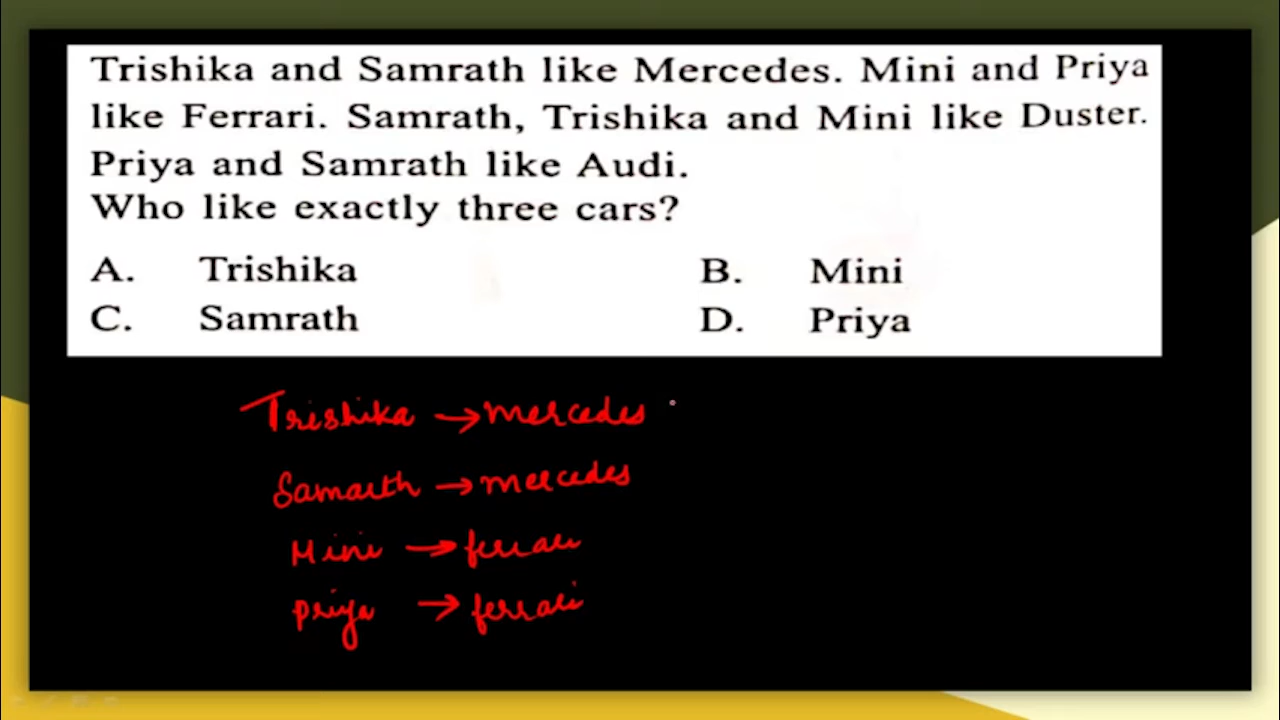 Trishika and Samrath like Mercedes. Mini and Priya
like Ferrari. Samrath, Trishika and Mini like Duster.
Priya and Samrath like Audi.
Who like exactly three cars?
A. Trishika B. Mini
C. Samrath D. Priya
Trishika → mercedes
Samarth → mercedes
Mini → ferrari
Priya → ferrari